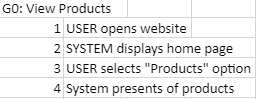 G0: View Products
1 USER opens website
2 SYSTEM displays home page
3 USER selects "Products" option
4 System presents of products